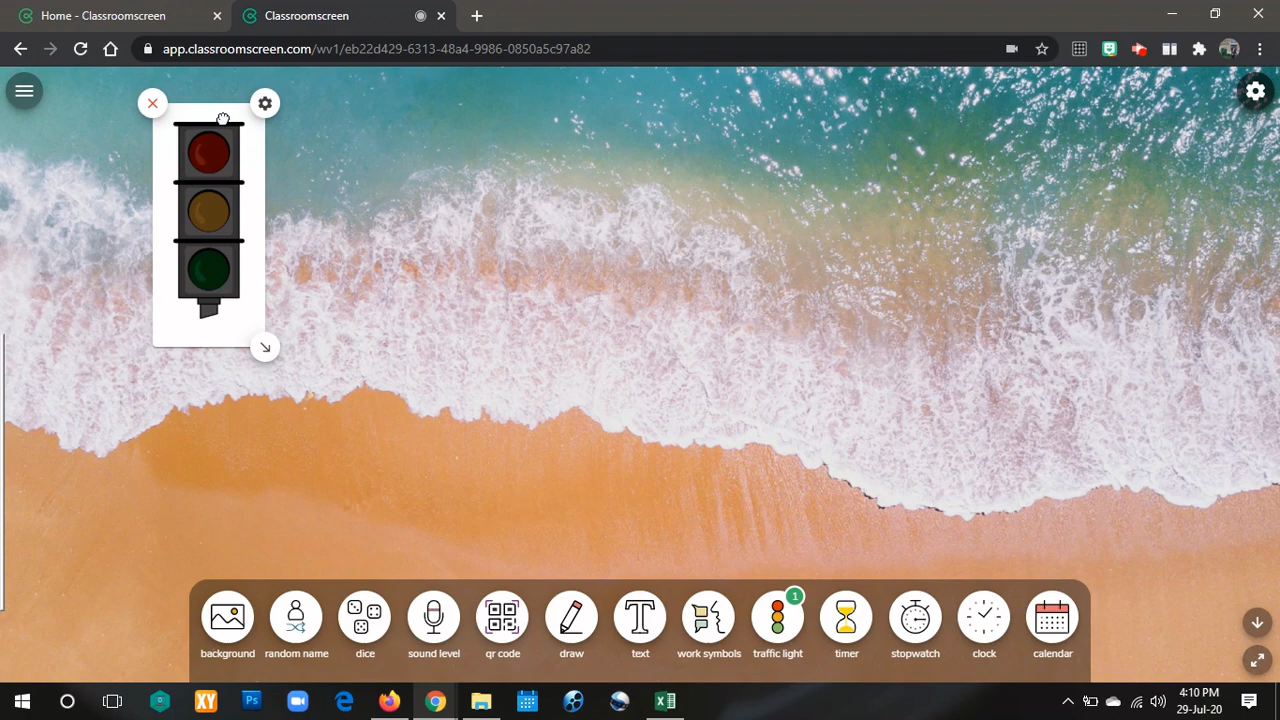 Home - Classroomscreen
Classroomscreen
app.classroomscreen.com/wv1/eb22d429-6313-48a4-9986-0850a5c97a82
1
background
random name
dice
sound level
qr code
draw
text
work symbols
traffic light
timer
stopwatch
clock
calendar
XY
Ps
4:10 PM
29-Jul-20